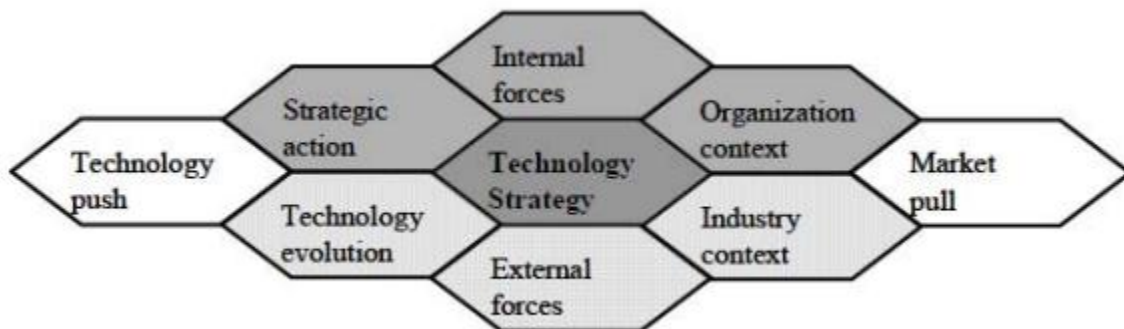 Internal
forces
Strategic
action
Organization
context
Technology
push
Technology
Strategy
Market
pull
Technology
evolution
Industry
context
External
forces